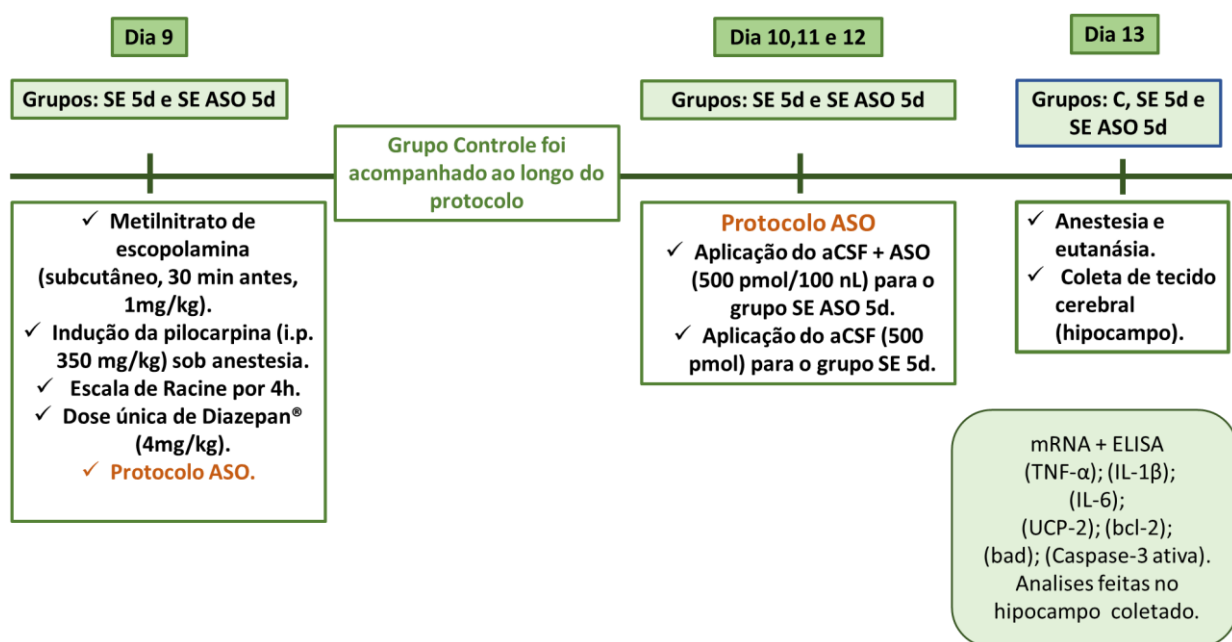 Dia 9
Grupos: SE 5d e SE ASO 5d
✓ Metilnitrato de
escopolamina
(subcutâneo, 30 min antes,
1mg/kg).
✓ Indução da pilocarpina (i.p.
350 mg/kg) sob anestesia.
✓ Escala de Racine por 4h.
✓ Dose única de Diazepan®
(4mg/kg).
✓ Protocolo ASO.
Grupo Controle foi
acompanhado ao longo do
protocolo
Dia 10,11 e 12
Grupos: SE 5d e SE ASO 5d
Protocolo ASO
✓ Aplicação do aCSF + ASO
(500 pmol/100 nL) para o
grupo SE ASO 5d.
✓ Aplicação do aCSF (500
pmol) para o grupo SE 5d.
Dia 13
Grupos: C, SE 5d e
SE ASO 5d
✓ Anestesia e
eutanásia.
✓ Coleta de tecido
cerebral
(hipocampo).
mRNA + ELISA
(TNF-α); (IL-1β);
(IL-6);
(UCP-2); (bcl-2);
(bad); (Caspase-3 ativa).
Analises feitas no
hipocampo coletado.